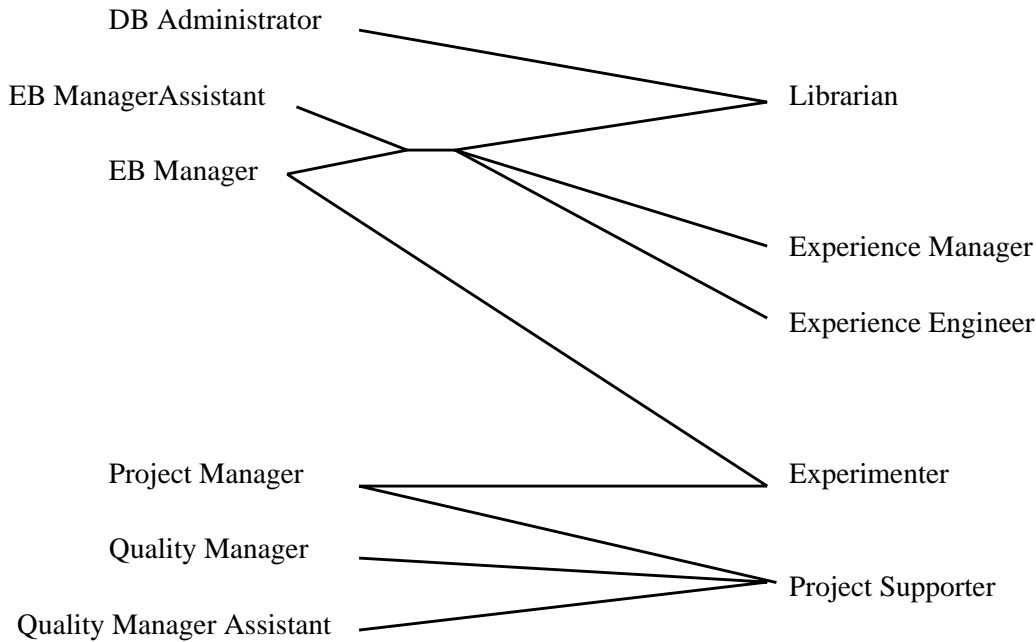 DB Administrator
EB ManagerAssistant
Librarian
EB Manager
Experience Manager
Experience Engineer
Project Manager
Experimenter
Quality Manager
Project Supporter
Quality Manager Assistant